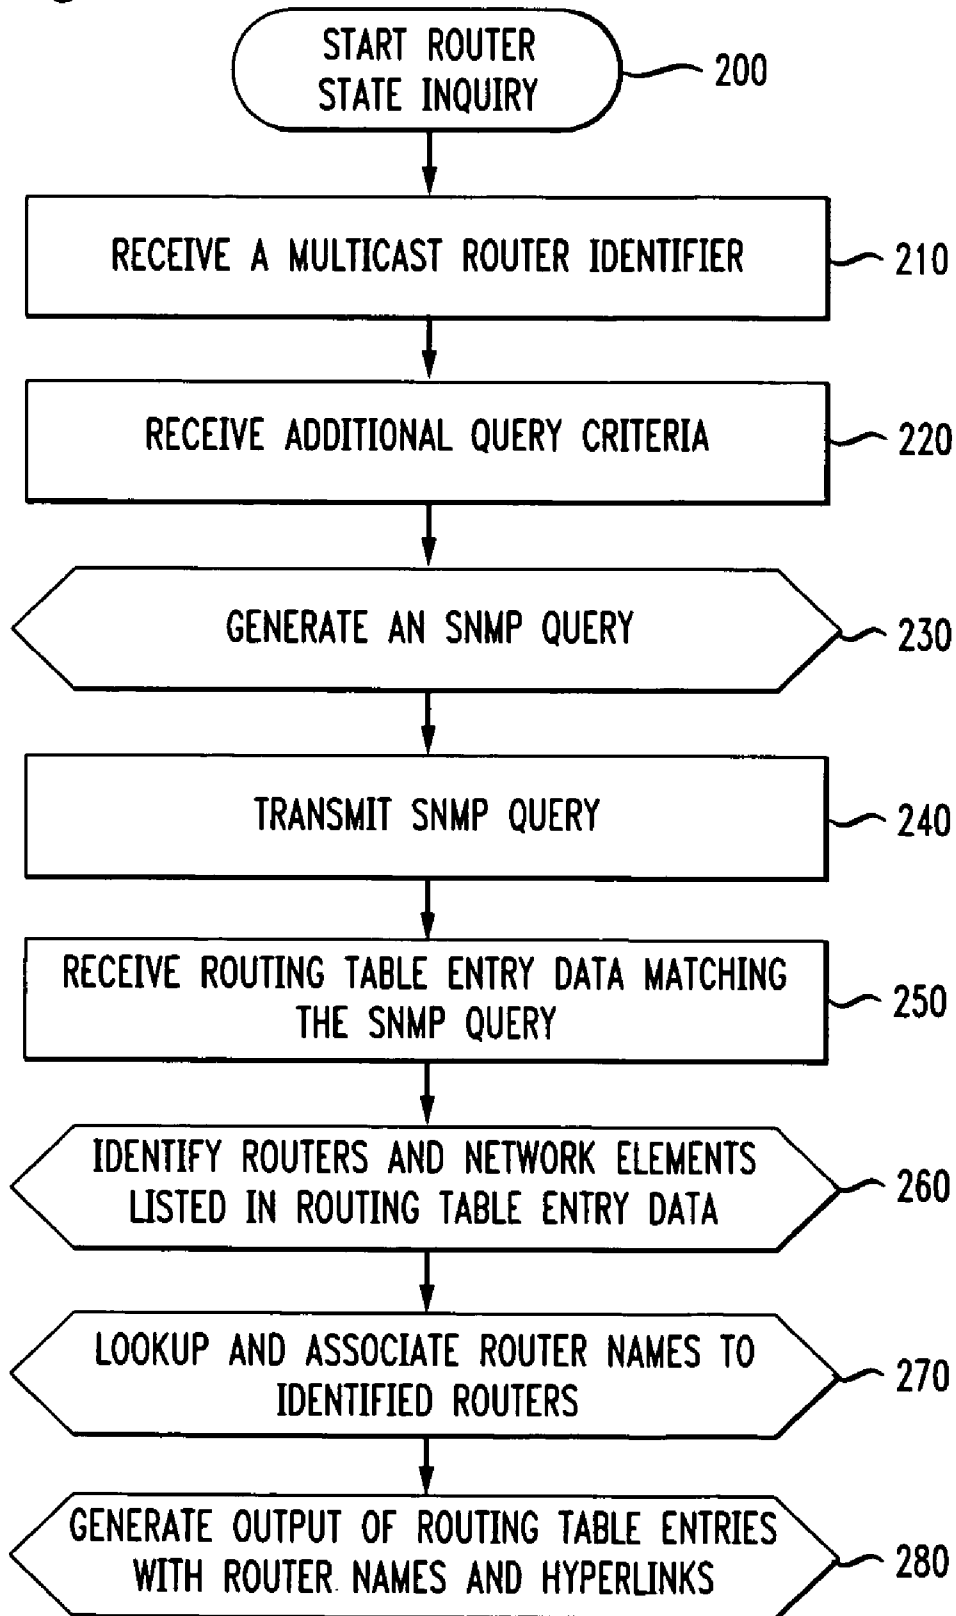 START ROUTER
STATE INQUIRY
200
RECEIVE A MULTICAST ROUTER IDENTIFIER
210
RECEIVE ADDITIONAL QUERY CRITERIA
220
GENERATE AN SNMP QUERY
230
TRANSMIT SNMP QUERY
240
RECEIVE ROUTING TABLE ENTRY DATA MATCHING
THE SNMP QUERY
250
IDENTIFY ROUTERS AND NETWORK ELEMENTS
LISTED IN ROUTING TABLE ENTRY DATA
260
LOOKUP AND ASSOCIATE ROUTER NAMES TO
IDENTIFIED ROUTERS
270
GENERATE OUTPUT OF ROUTING TABLE ENTRIES
WITH ROUTER NAMES AND HYPERLINKS
280